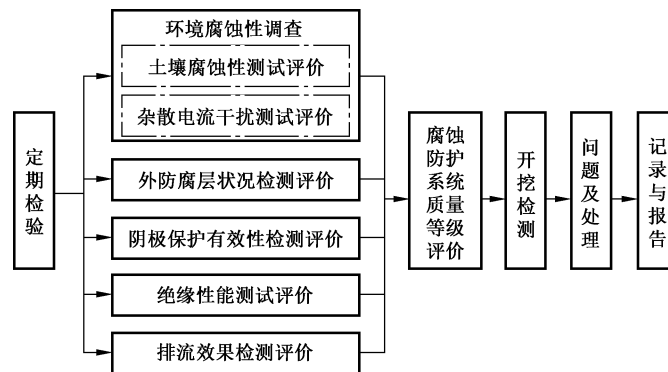 定期检验
环境腐蚀性调查
土壤腐蚀性测试评价
杂散电流干扰测试评价
外防腐层状况检测评价
阴极保护有效性检测评价
绝缘性能测试评价
排流效果检测评价
腐蚀
防护
系统
质量
等级
评价
开挖检测
问题及处理
记录与报告